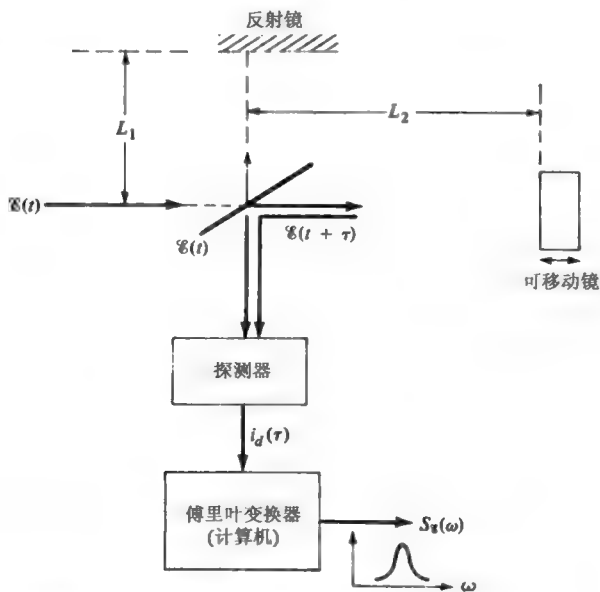 反射镜
L₁
L₂
𝓔(t)
𝓔(t)
𝓔(t + τ)
可移动镜
探测器
i_d(τ)
傅里叶变换器
(计算机)
S_𝓔(ω)
ω